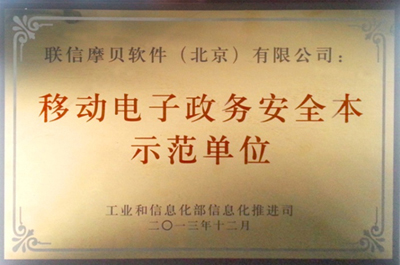 联信摩贝软件（北京）有限公司：
移动电子政务安全本
示范单位
工业和信息化部信息化推进司
二〇一三年十二月